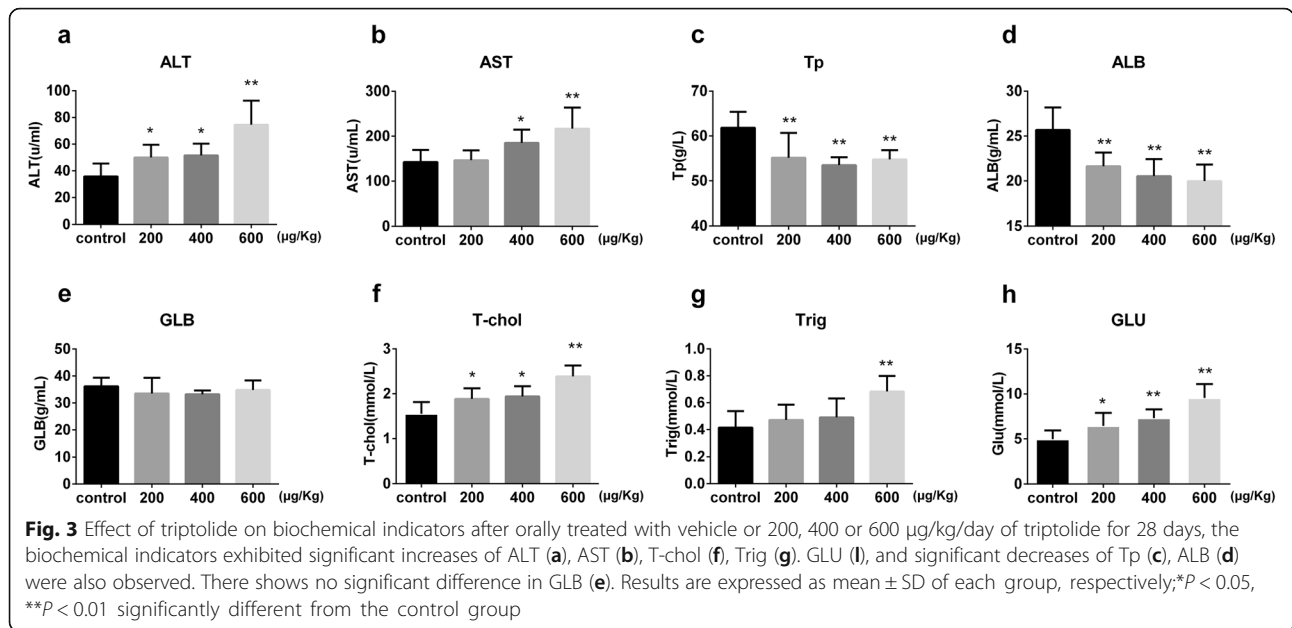 a
ALT
ALT(u/ml)
100
80
60
40
20
0
*
*
**
control 200 400 600 (µg/Kg)
b
AST
AST(u/mL)
300
200
100
0
*
**
control 200 400 600 (µg/Kg)
c
Tp
Tp(g/L)
70
60
50
60
**
**
**
control 200 400 600 (µg/Kg)
d
ALB
ALB(g/mL)
30
25
20
15
**
**
**
control 200 400 600 (µg/Kg)
e
GLB
GLB(g/mL)
50
40
30
20
10
0
control 200 400 600 (µg/Kg)
f
T-chol
T-chol(mmol/L)
3
2
1
0
*
*
**
control 200 400 600 (µg/Kg)
g
Trig
Trig(mmol/L)
1.0
0.8
0.6
0.4
0.2
0.0
**
control 200 400 600 (µg/Kg)
h
GLU
Glu(mmol/L)
15
10
5
0
*
**
**
control 200 400 600 (µg/Kg)
Fig. 3 Effect of triptolide on biochemical indicators after orally treated with vehicle or 200, 400 or 600 µg/kg/day of triptolide for 28 days, the
biochemical indicators exhibited significant increases of ALT (a), AST (b), T-chol (f), Trig (g). GLU (l), and significant decreases of Tp (c), ALB (d)
were also observed. There shows no significant difference in GLB (e). Results are expressed as mean ± SD of each group, respectively;*P < 0.05,
**P < 0.01 significantly different from the control group